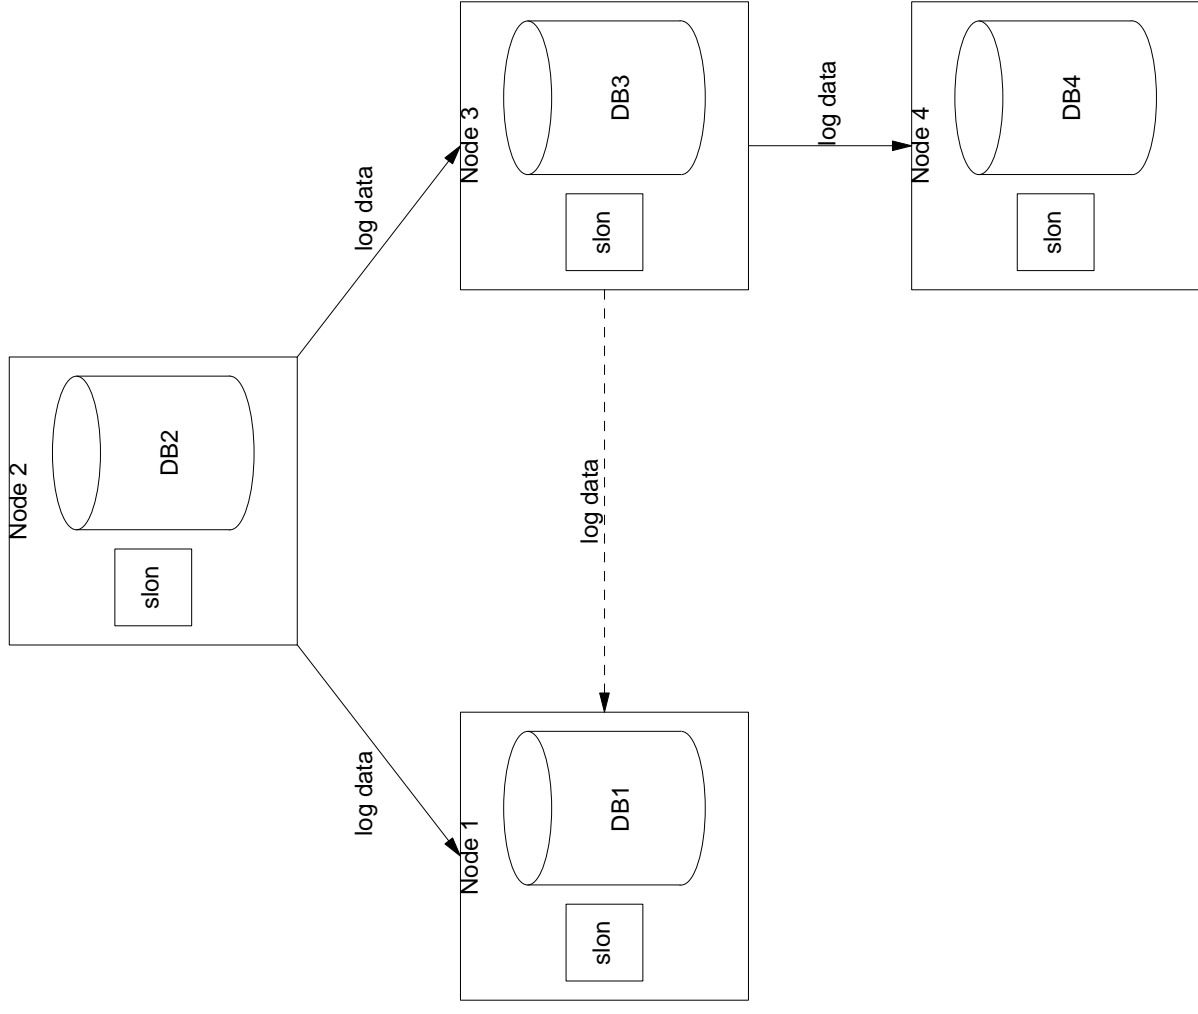 Node 2
DB2
slon
log data
log data
Node 3
DB3
slon
log data
Node 1
DB1
slon
log data
Node 4
DB4
slon